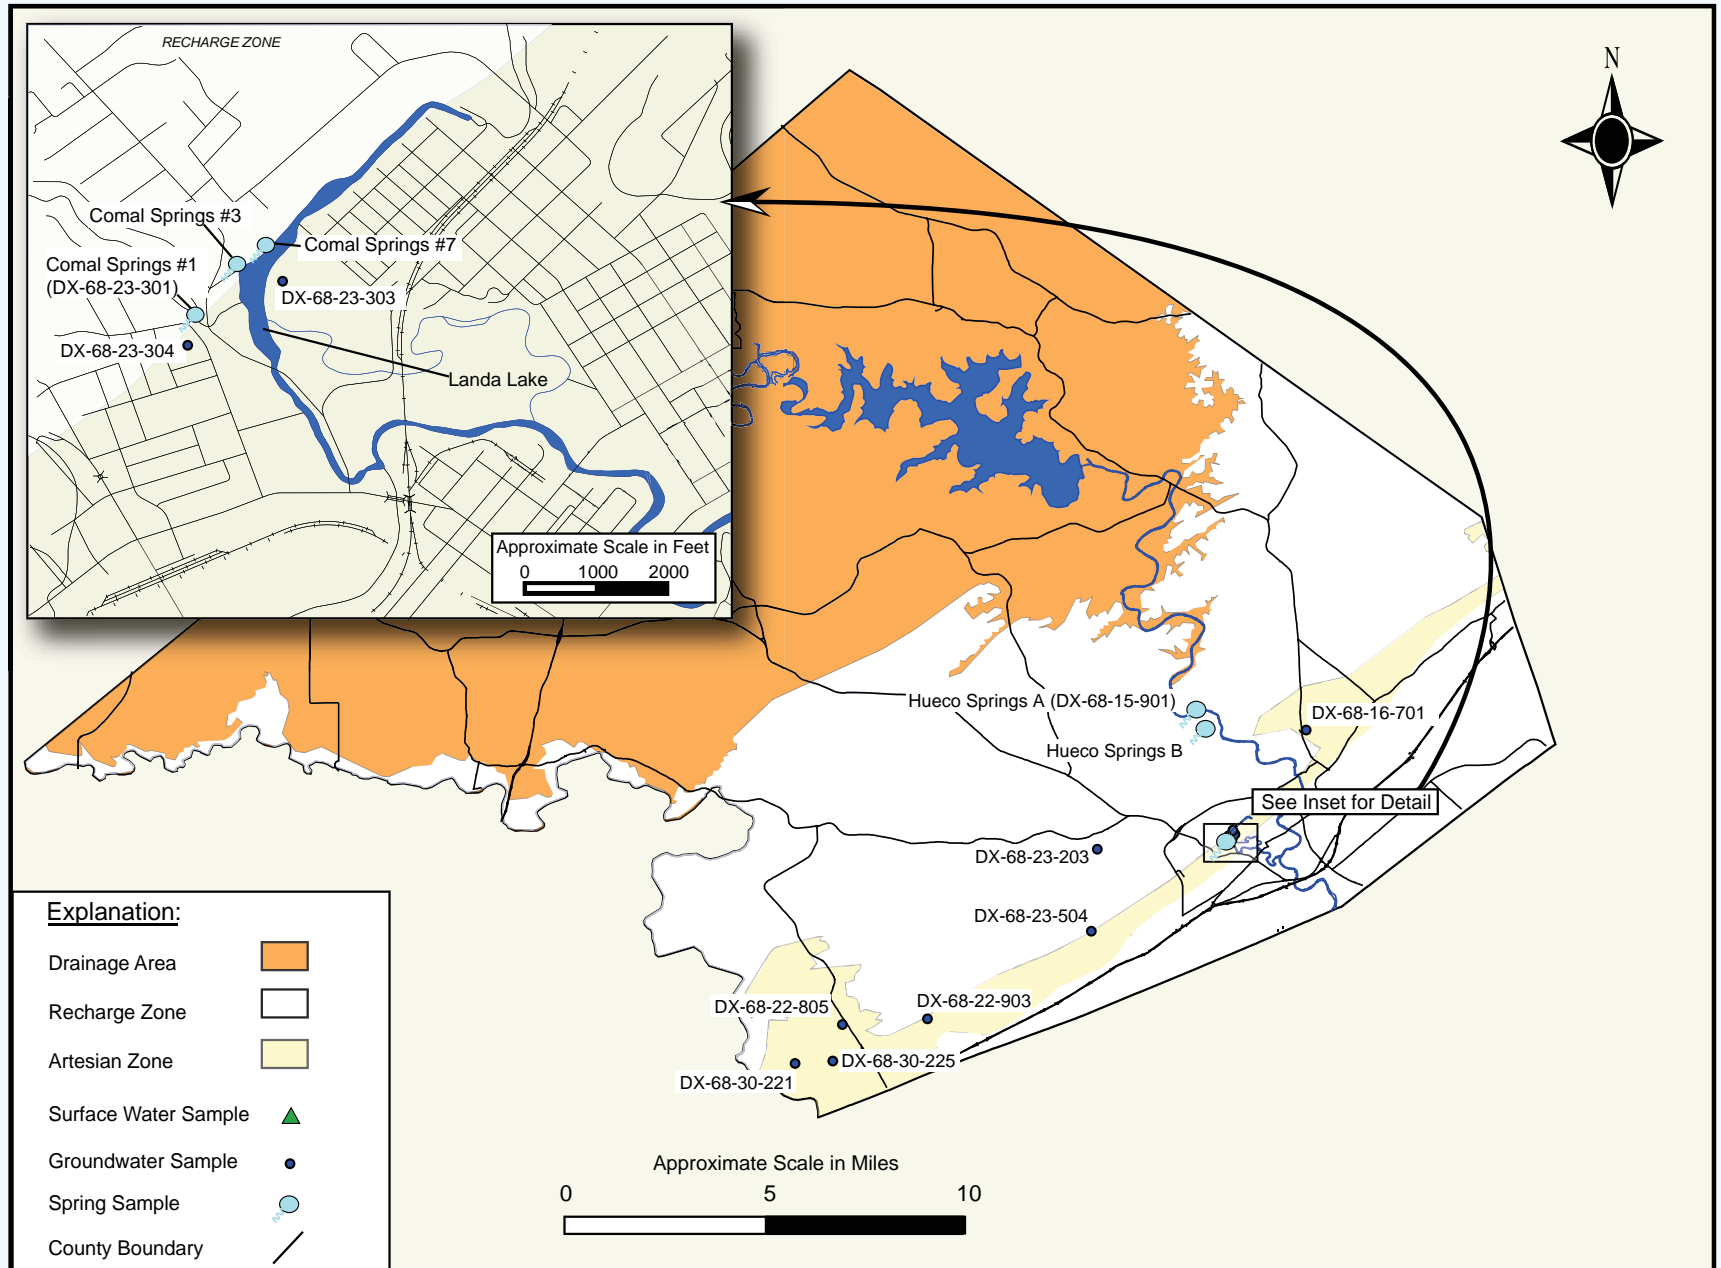 RECHARGE ZONE
N
Comal Springs #3
Comal Springs #7
Comal Springs #1
(DX-68-23-301)
DX-68-23-303
DX-68-23-304
Landa Lake
Approximate Scale in Feet
0 1000 2000
Hueco Springs A (DX-68-15-901)
DX-68-16-701
Hueco Springs B
See Inset for Detail
DX-68-23-203
DX-68-23-504
DX-68-22-903
DX-68-22-805
DX-68-30-225
DX-68-30-221
Explanation:
Drainage Area
Recharge Zone
Artesian Zone
Surface Water Sample
Groundwater Sample
Spring Sample
County Boundary
Approximate Scale in Miles
0 5 10